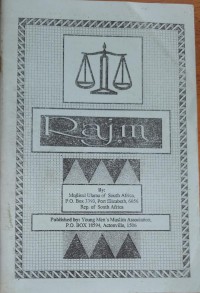 Rajm
By:
Majlisul Ulama of South Africa,
P.O. Box 3393, Port Elizabeth, 6056
Rep. of South Africa
Published by: Young Men's Muslim Association,
P.O. BOX 18594, Actonville, 1506